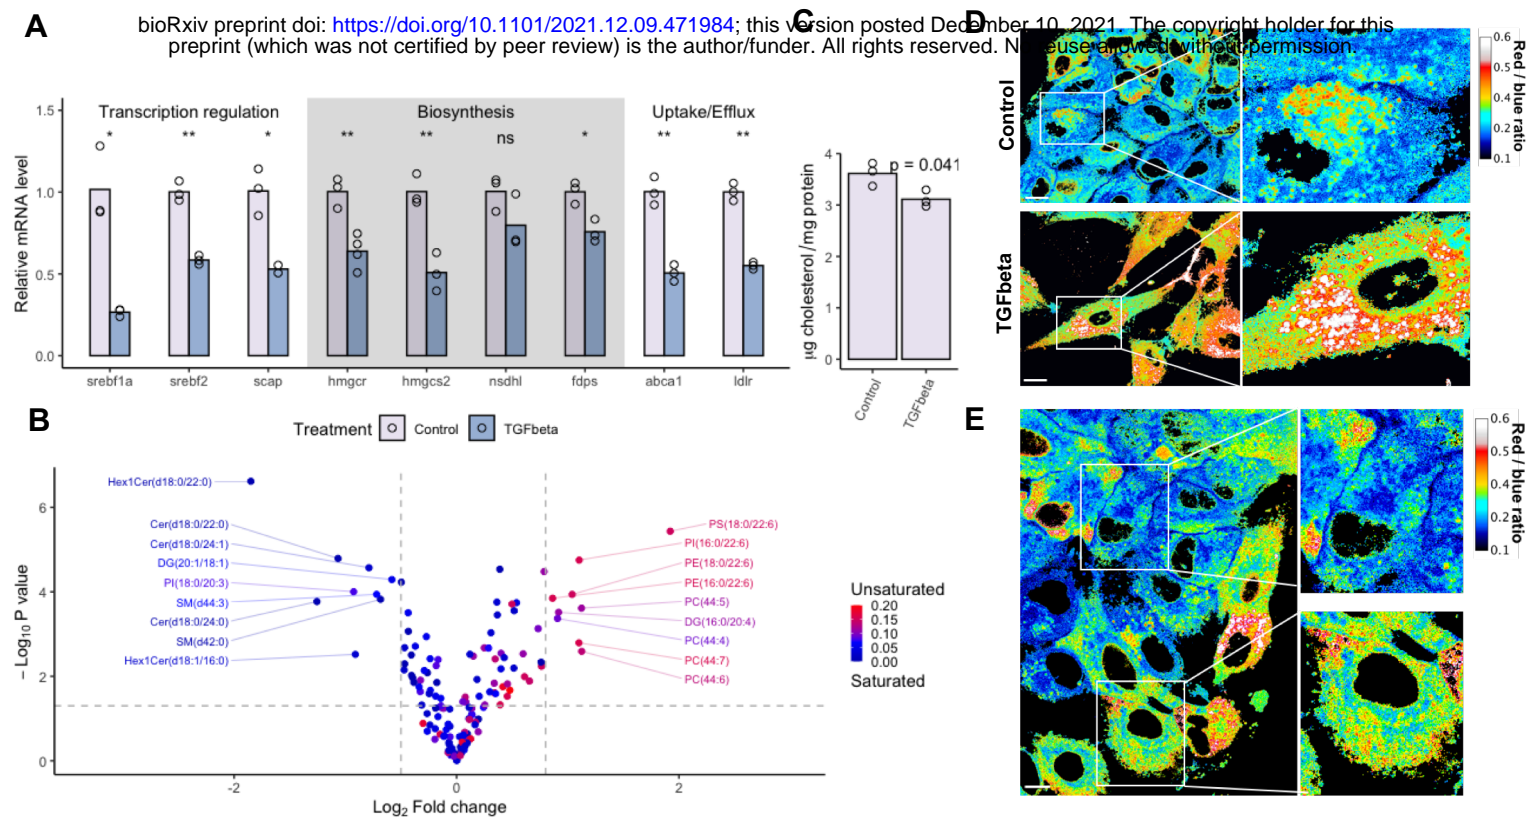 A
bioRxiv preprint doi: https://doi.org/10.1101/2021.12.09.471984; this version posted December 10, 2021. The copyright holder for this
preprint (which was not certified by peer review) is the author/funder. All rights reserved. No reuse allowed without permission.
Relative mRNA level
1.5
1.0
0.5
0.0
Transcription regulation
Biosynthesis
Uptake/Efflux
* ** * ** ** ns * ** **
srebf1a srebf2 scap hmgcr hmgcs2 nsdhl fdps abca1 ldlr
Treatment Control TGFbeta
C
µg cholesterol/mg protein
4
3
2
1
0
p = 0.041
Control
TGFbeta
D
Control
TGFbeta
0.6
0.5
0.4
0.2
0.1
Red / blue ratio
B
− Log10 P value
6
4
2
0
Hex1Cer(d18:0/22:0)
Cer(d18:0/22:0)
Cer(d18:0/24:1)
DG(20:1/18:1)
PI(18:0/20:3)
SM(d44:3)
Cer(d18:0/24:0)
SM(d42:0)
Hex1Cer(d18:1/16:0)
PS(18:0/22:6)
PI(16:0/22:6)
PE(18:0/22:6)
PE(16:0/22:6)
PC(44:5)
DG(16:0/20:4)
PC(44:4)
PC(44:7)
PC(44:6)
-2 0 2
Log2 Fold change
Unsaturated
0.20
0.15
0.10
0.05
0.00
Saturated
E
0.6
0.5
0.4
0.2
0.1
Red / blue ratio